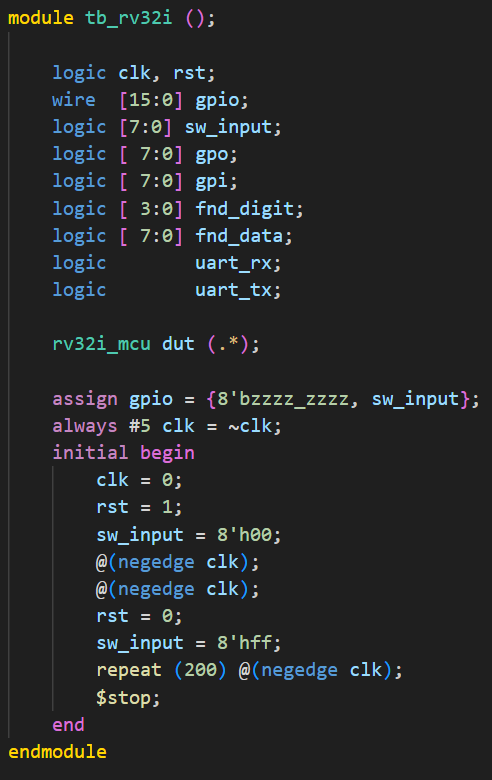 module tb_rv32i ();
    logic clk, rst;
    wire  [15:0] gpio;
    logic [7:0] sw_input;
    logic [ 7:0] gpo;
    logic [ 7:0] gpi;
    logic [ 3:0] fnd_digit;
    logic [ 7:0] fnd_data;
    logic        uart_rx;
    logic        uart_tx;
    rv32i_mcu dut (.*);
    assign gpio = {8'bzzzz_zzzz, sw_input};
    always #5 clk = ~clk;
    initial begin
        clk = 0;
        rst = 1;
        sw_input = 8'h00;
        @(negedge clk);
        @(negedge clk);
        rst = 0;
        sw_input = 8'hff;
        repeat (200) @(negedge clk);
        $stop;
    end
endmodule